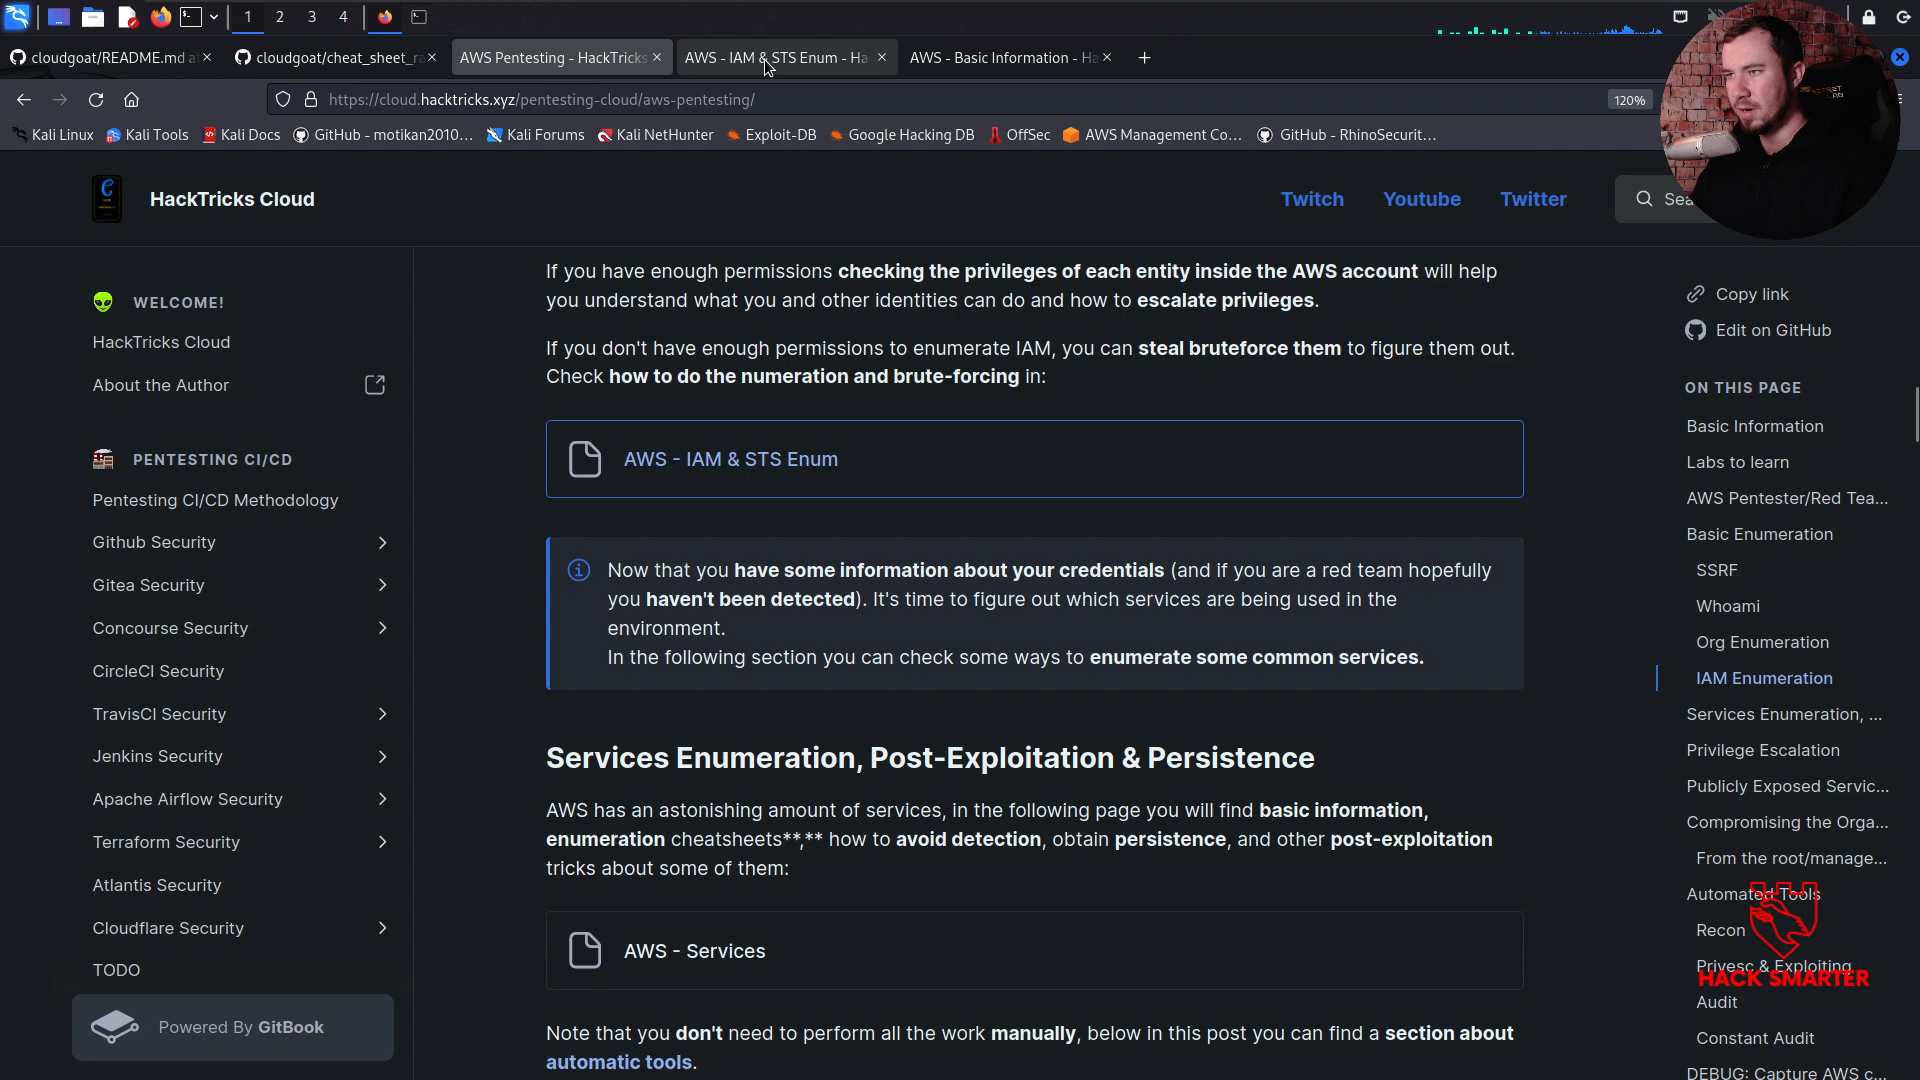 1 2 3 4
cloudgoat/README.md at
cloudgoat/cheat_sheet_ra
AWS Pentesting - HackTricks
AWS - IAM & STS Enum - Ha
AWS - Basic Information - Ha
https://cloud.hacktricks.xyz/pentesting-cloud/aws-pentesting/
120%
Kali Linux
Kali Tools
Kali Docs
GitHub - motikan2010…
Kali Forums
Kali NetHunter
Exploit-DB
Google Hacking DB
OffSec
AWS Management Co…
GitHub - RhinoSecurit…
HackTricks Cloud
Twitch
Youtube
Twitter
WELCOME!
HackTricks Cloud
About the Author
PENTESTING CI/CD
Pentesting CI/CD Methodology
Github Security
Gitea Security
Concourse Security
CircleCI Security
TravisCI Security
Jenkins Security
Apache Airflow Security
Terraform Security
Atlantis Security
Cloudflare Security
TODO
Powered By GitBook
If you have enough permissions checking the privileges of each entity inside the AWS account will help
you understand what you and other identities can do and how to escalate privileges.
If you don't have enough permissions to enumerate IAM, you can steal bruteforce them to figure them out.
Check how to do the numeration and brute-forcing in:
AWS - IAM & STS Enum
Now that you have some information about your credentials (and if you are a red team hopefully
you haven't been detected). It's time to figure out which services are being used in the
environment.
In the following section you can check some ways to enumerate some common services.
Services Enumeration, Post-Exploitation & Persistence
AWS has an astonishing amount of services, in the following page you will find basic information,
enumeration cheatsheets**,** how to avoid detection, obtain persistence, and other post-exploitation
tricks about some of them:
AWS - Services
Note that you don't need to perform all the work manually, below in this post you can find a section about
automatic tools.
Copy link
Edit on GitHub
ON THIS PAGE
Basic Information
Labs to learn
AWS Pentester/Red Tea...
Basic Enumeration
SSRF
Whoami
Org Enumeration
IAM Enumeration
Services Enumeration, ...
Privilege Escalation
Publicly Exposed Servic...
Compromising the Orga...
From the root/manage...
Automated Tools
Recon
Privesc & Exploiting
HACK SMARTER
Audit
Constant Audit
DEBUG: Capture AWS c...